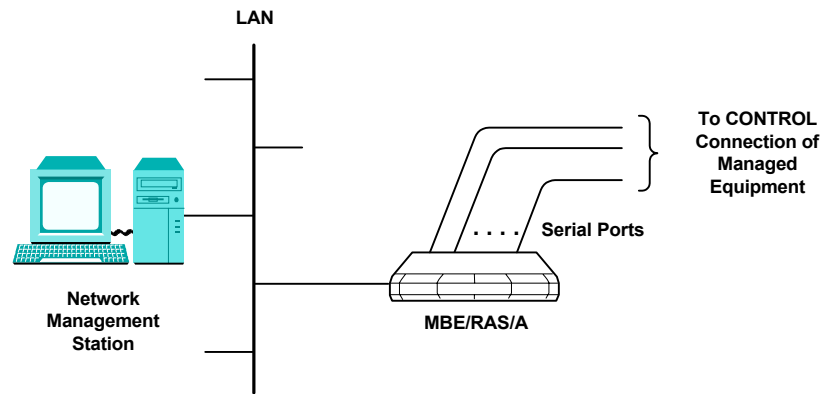 LAN
To CONTROL
Connection of
Managed
Equipment
. . . . Serial Ports
Network
Management
Station
MBE/RAS/A